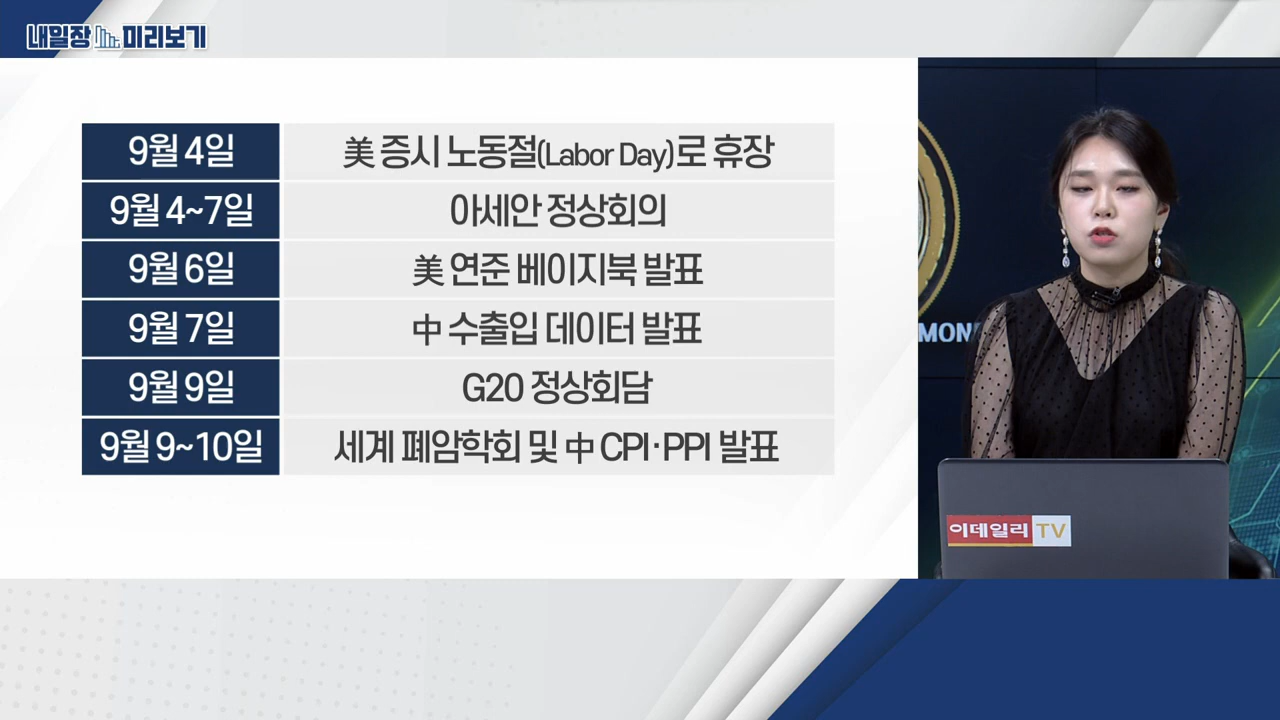 내일장 미리보기
9월 4일 美 증시 노동절(Labor Day)로 휴장
9월 4~7일 아세안 정상회의
9월 6일 美 연준 베이지북 발표
9월 7일 中 수출입 데이터 발표
9월 9일 G20 정상회담
9월 9~10일 세계 폐암학회 및 中 CPI·PPI 발표
이데일리 TV